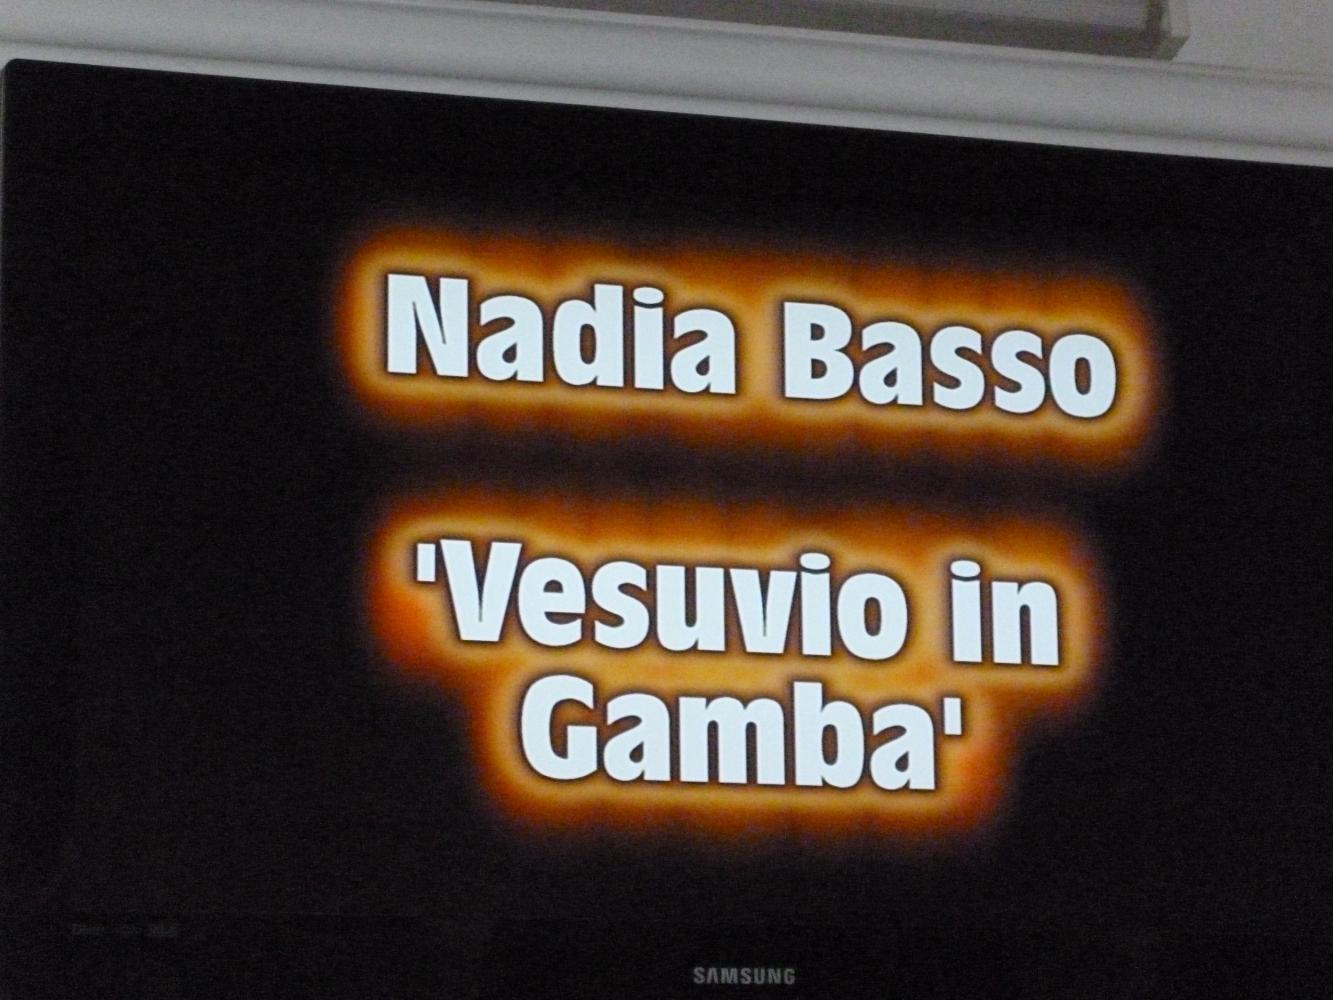 Nadia Basso
'Vesuvio in
Gamba'
SAMSUNG